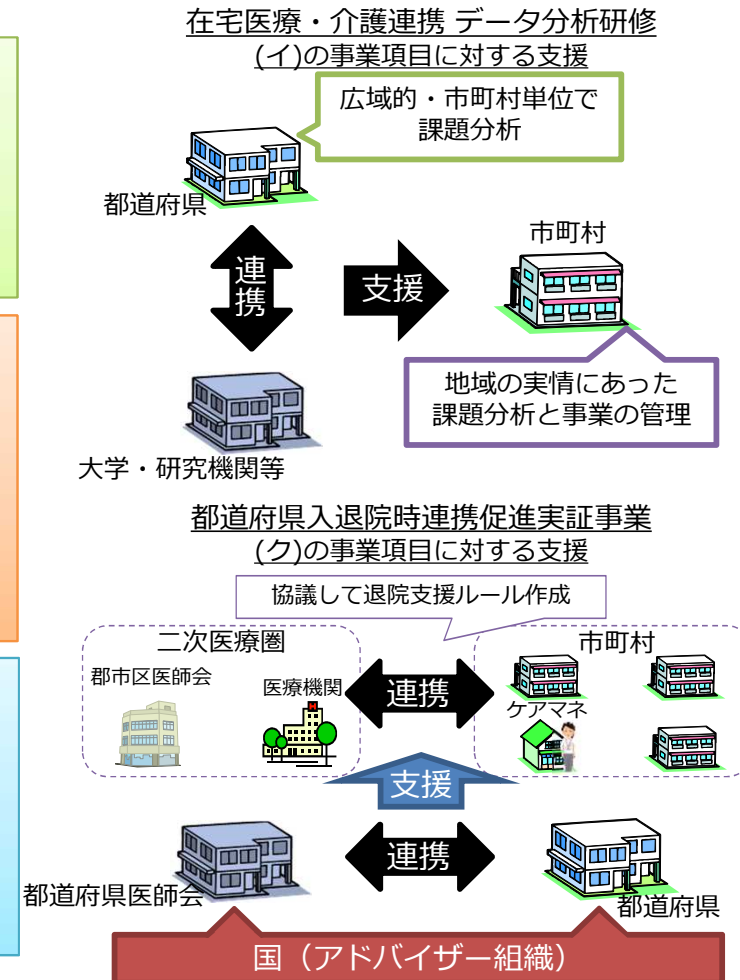 在宅医療・介護連携 データ分析研修
(イ)の事業項目に対する支援
広域的・市町村単位で
課題分析
都道府県
市町村
連携
支援
地域の実情にあった
課題分析と事業の管理
大学・研究機関等
都道府県入退院時連携促進実証事業
(ク)の事業項目に対する支援
協議して退院支援ルール作成
二次医療圏
市町村
郡市区医師会
医療機関
連携
ケアマネ
支援
連携
都道府県医師会
都道府県
国（アドバイザー組織）